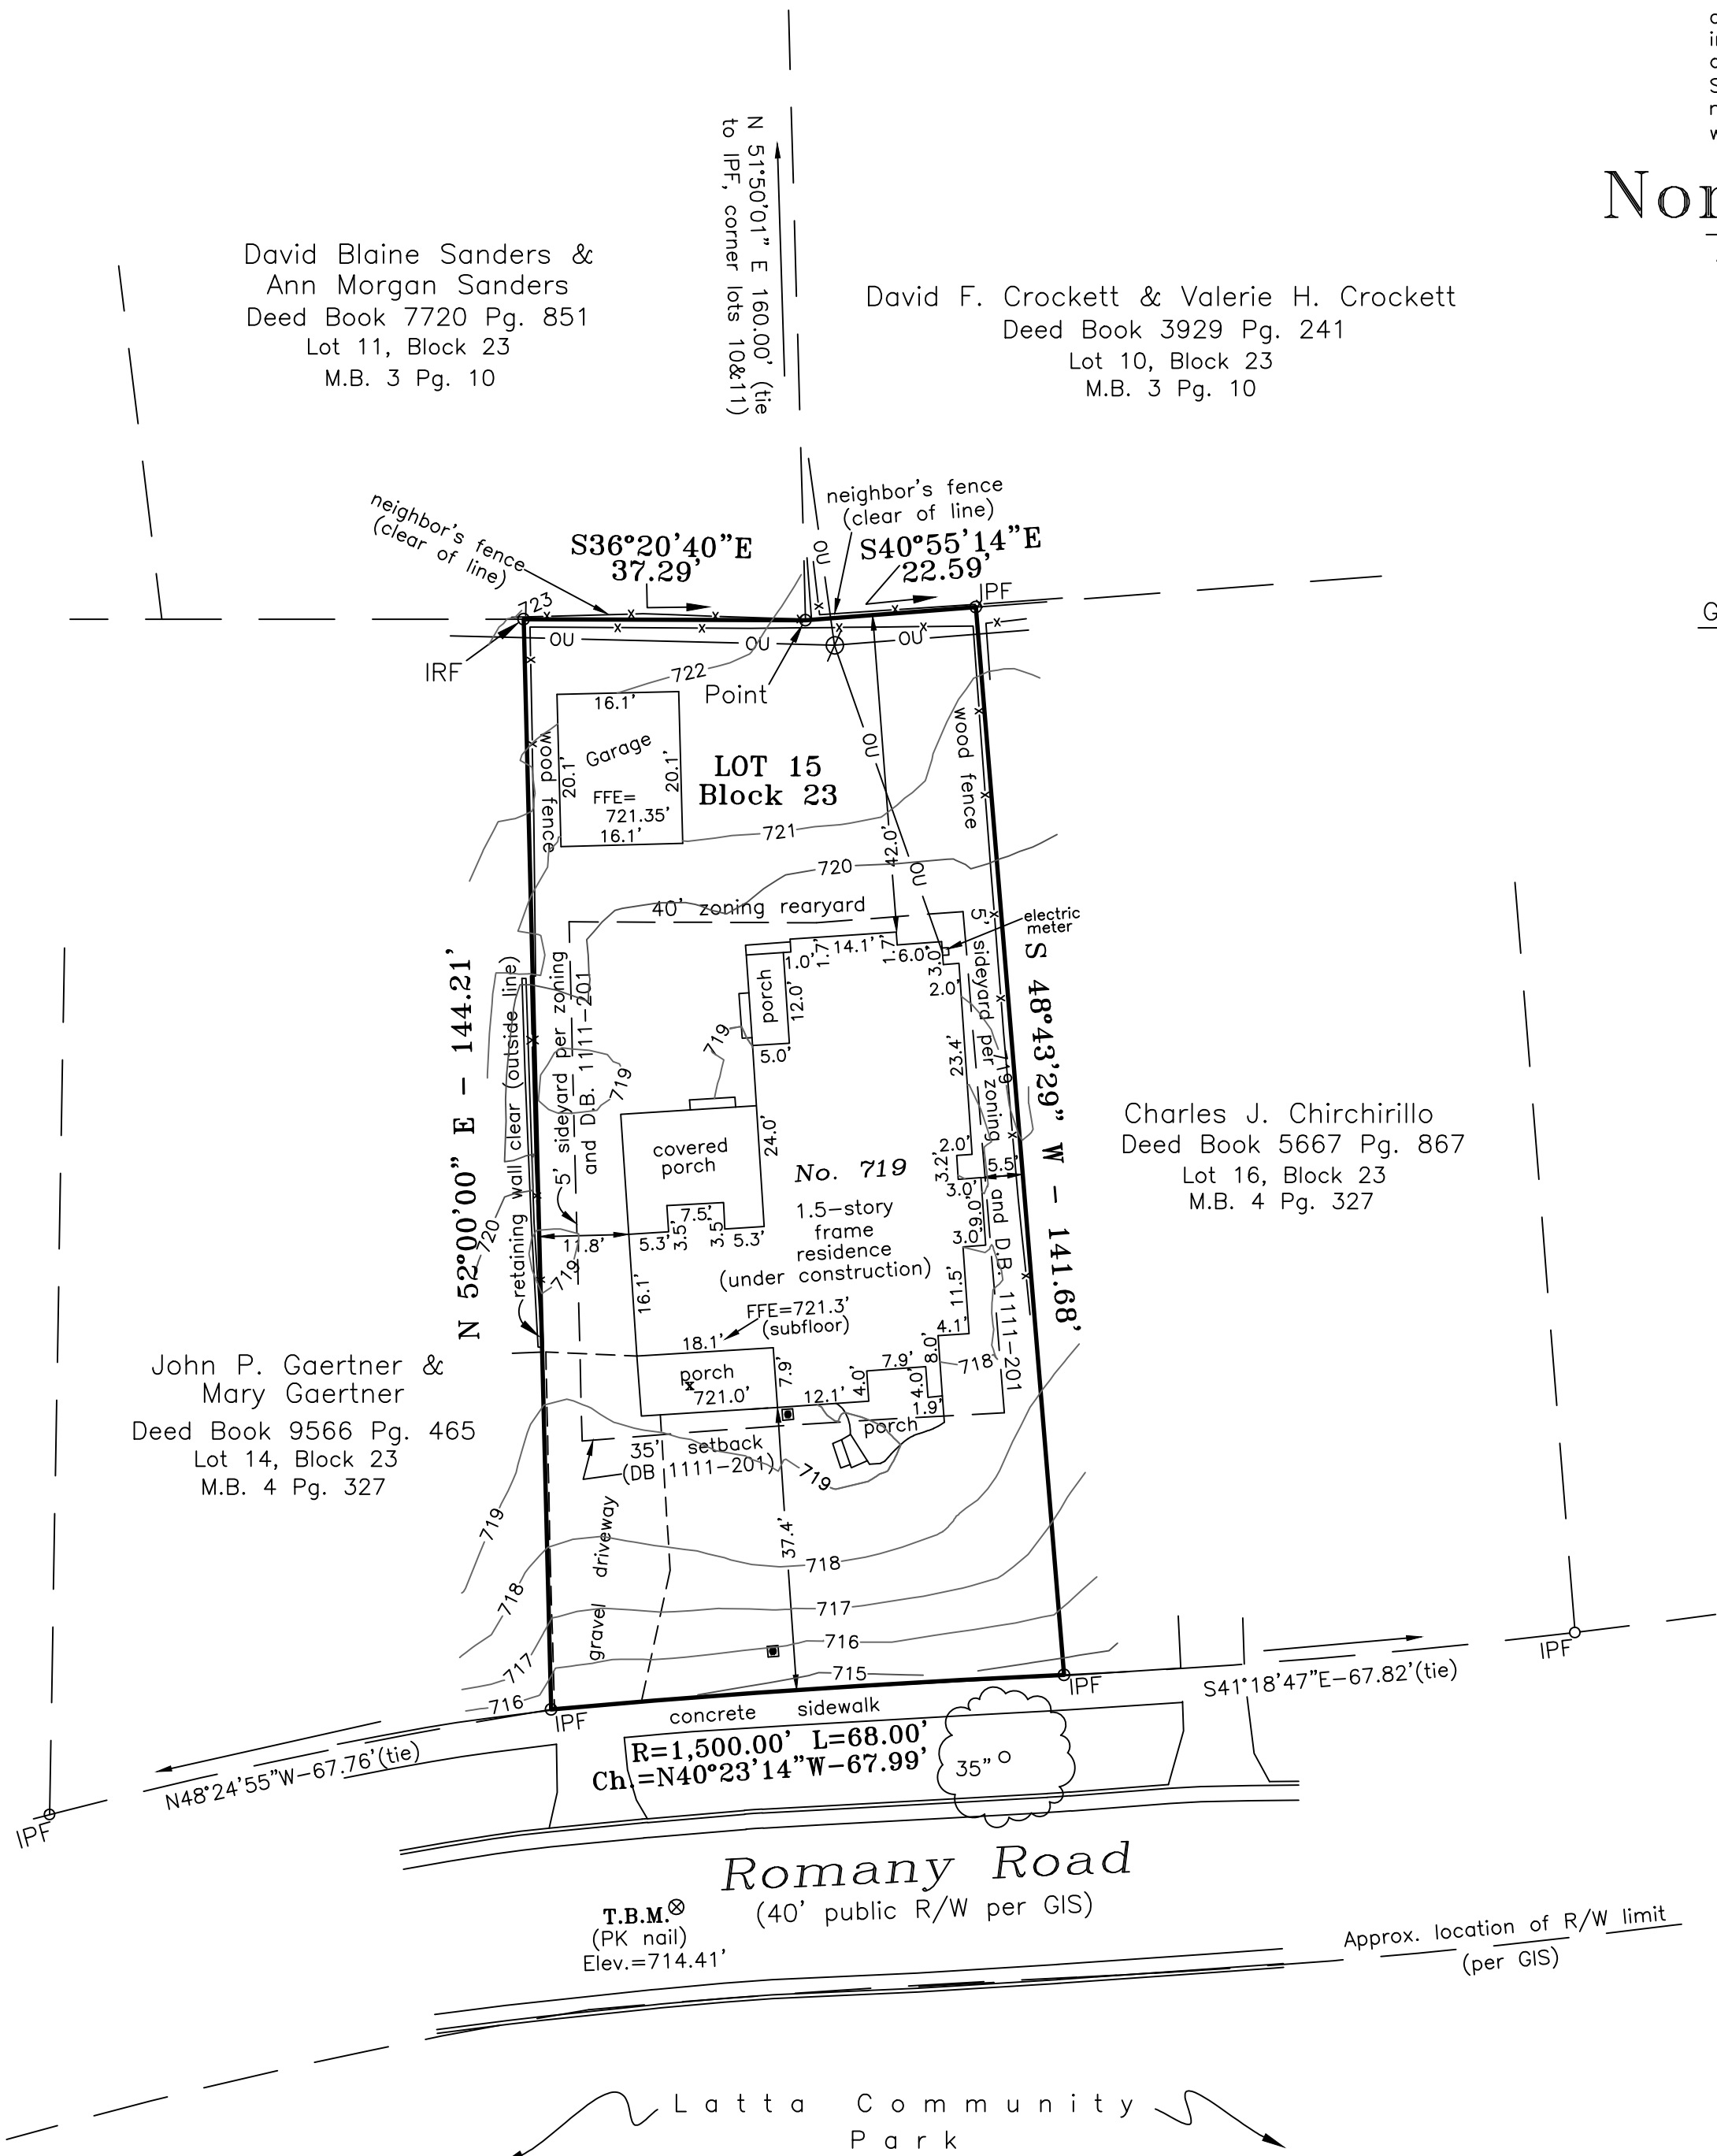 Nor
G
N 51°50'01" E 160.00' (tie
to IPF, corner lots 10&11)
David Blaine Sanders &
Ann Morgan Sanders
Deed Book 7720 Pg. 851
Lot 11, Block 23
M.B. 3 Pg. 10
David F. Crockett & Valerie H. Crockett
Deed Book 3929 Pg. 241
Lot 10, Block 23
M.B. 3 Pg. 10
neighbor's fence
(clear of line)
neighbor's fence
(clear of line)
S36°20'40"E
37.29'
S40°55'14"E
22.59'
IPF
723
OU
OU
OU
OU
IRF
Point
722
16.1'
Garage
20.1'
20.1'
FFE=
721.35'
16.1'
wood fence
LOT 15
Block 23
OU
OU
42.0'
wood fence
721
720
40' zoning rearyard
electric
meter
5' sideyard per zoning and D.B. 1111-201
S 48°43'29" W - 141.68'
N 52°00'00" E - 144.21'
retaining wall clear (outside line)
5' sideyard per zoning
and D.B. 1111-201
1.0'
1.7'
14.1'
1.7'
6.0'
3.0'
2.0'
porch
12.0'
5.0'
719
719
719
23.4'
24.0'
covered
porch
No. 719
1.5-story
frame
residence
(under construction)
FFE=721.3'
(subfloor)
2.0'
3.2'
3.0'
5.5'
9.0'
3.0'
11.5'
4.1'
8.0'
7.5'
3.5'
3.5'
5.3'
5.3'
11.8'
16.1'
720
719
18.1'
porch
x
721.0'
7.9'
12.1'
4.0'
7.9'
4.0'
1.9'
718
porch
35' setback
(DB 1111-201)
719
37.4'
gravel driveway
719
718
718
717
717
716
716
715
Charles J. Chirchirillo
Deed Book 5667 Pg. 867
Lot 16, Block 23
M.B. 4 Pg. 327
John P. Gaertner &
Mary Gaertner
Deed Book 9566 Pg. 465
Lot 14, Block 23
M.B. 4 Pg. 327
IPF
IPF
IPF
IPF
S41°18'47"E-67.82'(tie)
N48°24'55"W-67.76'(tie)
concrete sidewalk
R=1,500.00' L=68.00'
Ch.=N40°23'14"W-67.99'
35"
Romany Road
(40' public R/W per GIS)
T.B.M.
(PK nail)
Elev.=714.41'
Approx. location of R/W limit
(per GIS)
Latta Community
Park